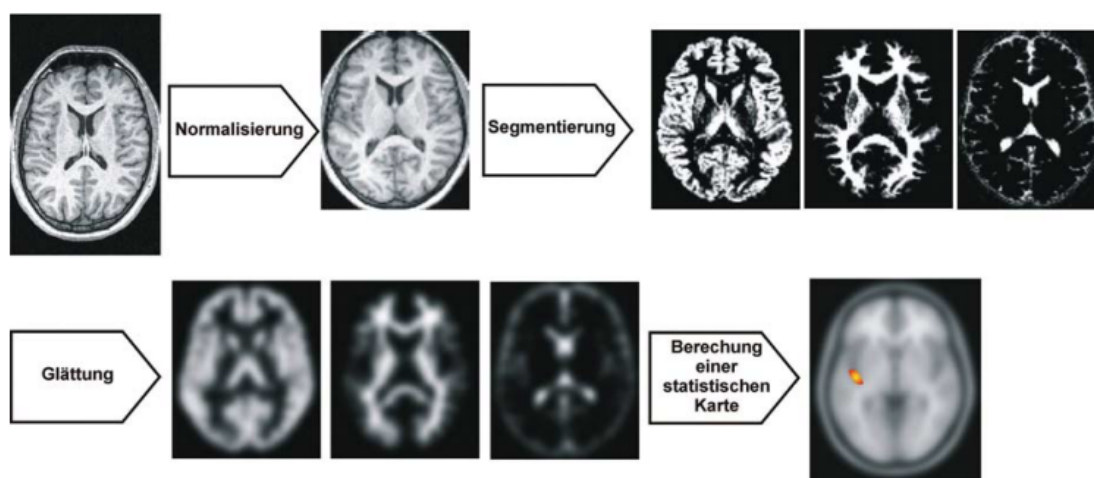 Normalisierung
Segmentierung
Glättung
Berechung
einer
statistischen
Karte